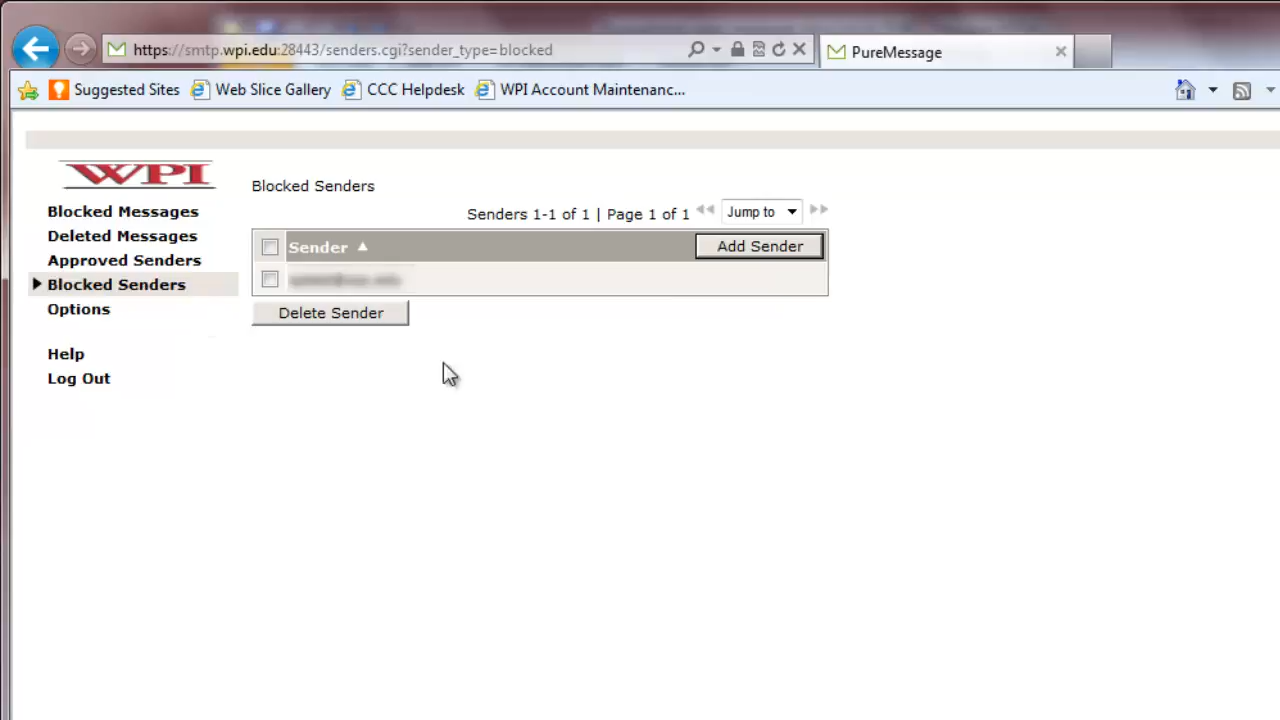 https://smtp.wpi.edu:28443/senders.cgi?sender_type=blocked
PureMessage
Suggested Sites
Web Slice Gallery
CCC Helpdesk
WPI Account Maintenanc...
WPI
Blocked Messages
Deleted Messages
Approved Senders
Blocked Senders
Options
Help
Log Out
Blocked Senders
Senders 1-1 of 1 | Page 1 of 1
Jump to
Sender
Add Sender
Delete Sender